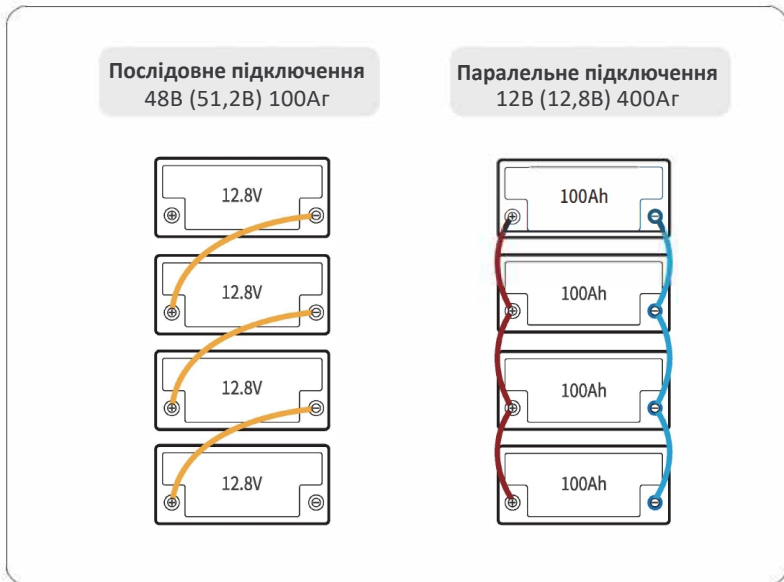 Послідовне підключення
48В (51,2В) 100Аг
12.8V
12.8V
12.8V
12.8V
Паралельне підключення
12В (12,8В) 400Аг
100Ah
100Ah
100Ah
100Ah